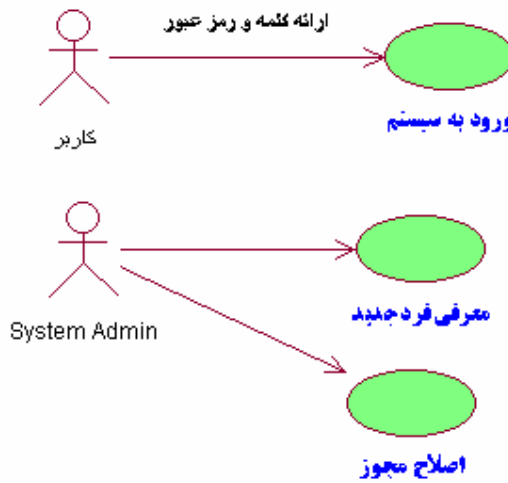 ارائه کلمه و رمز عبور
ورود به سیستم
کاربر
معرفی فرد جدید
System Admin
اصلاح مجوز